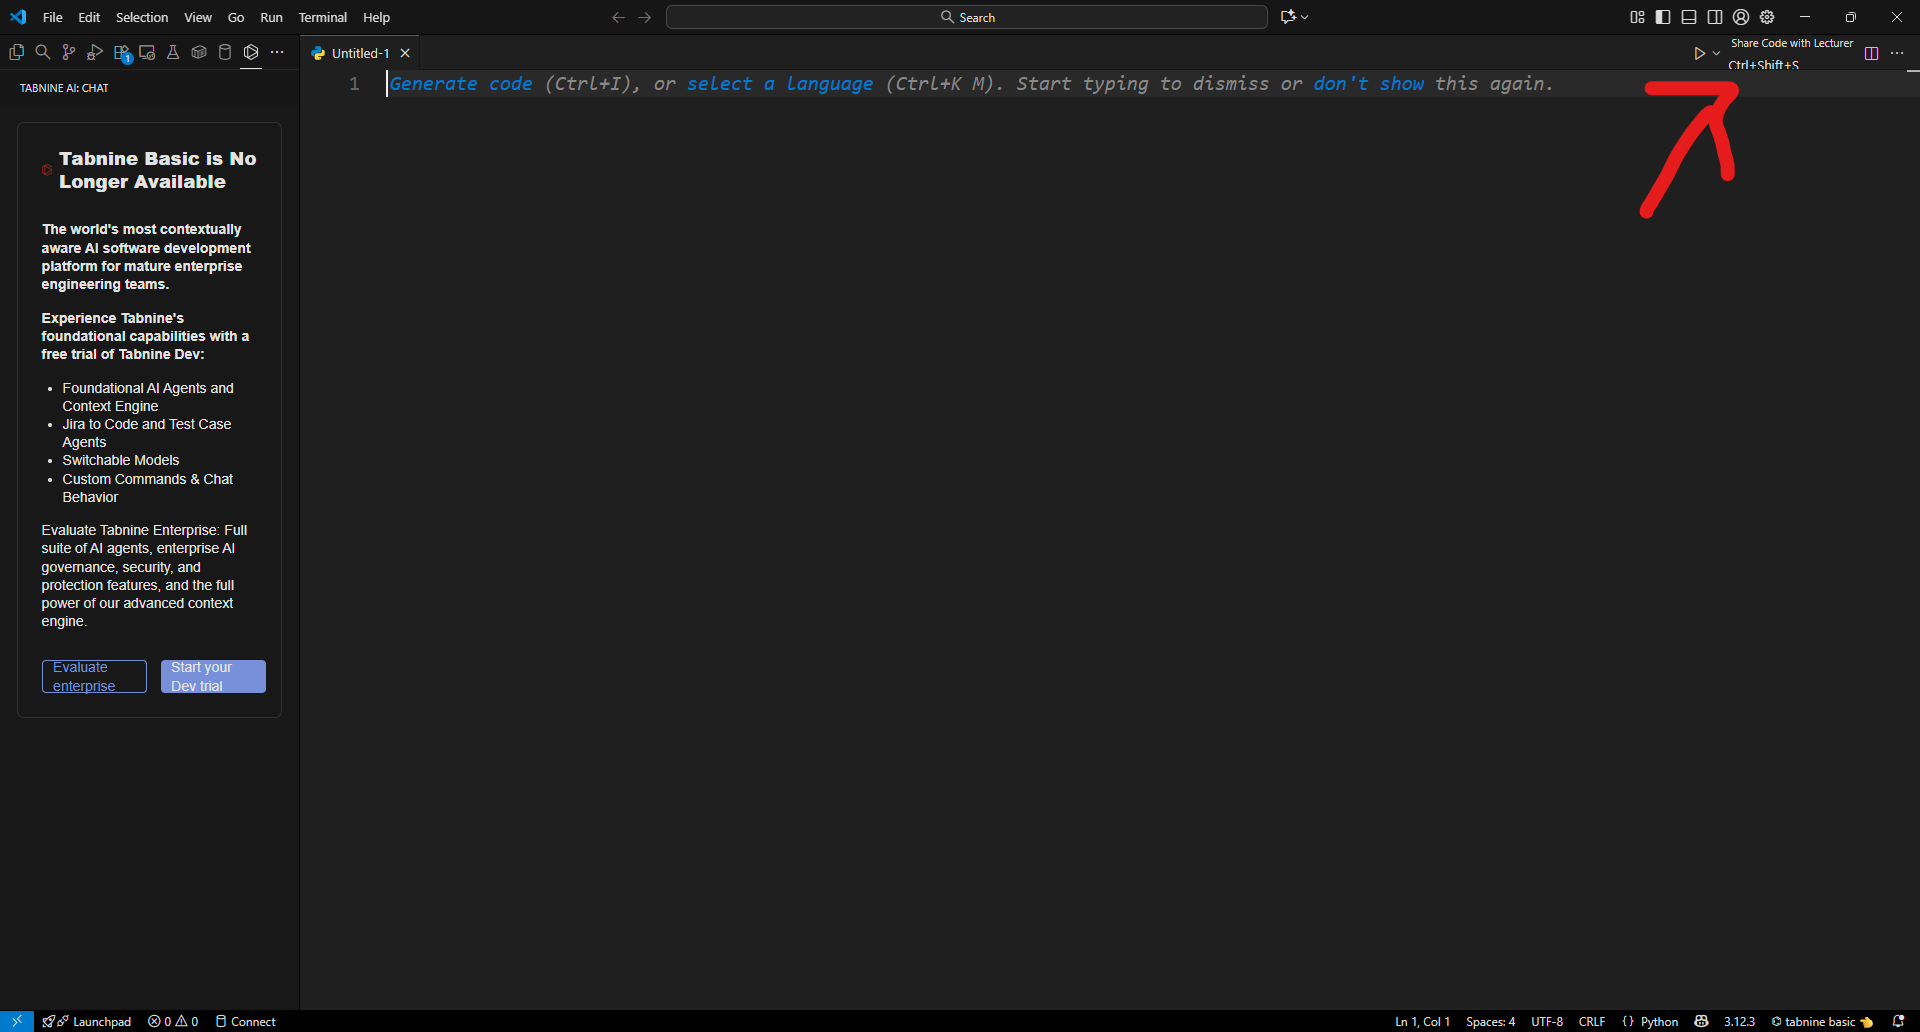 File Edit Selection View Go Run Terminal Help
Search
Untitled-1
Share Code with Lecturer
Ctrl+Shift+S
1
TABNINE AI: CHAT
1 Generate code (Ctrl+I), or select a language (Ctrl+K M). Start typing to dismiss or don't show this again.
Tabnine Basic is No
Longer Available
The world's most contextually
aware AI software development
platform for mature enterprise
engineering teams.
Experience Tabnine's
foundational capabilities with a
free trial of Tabnine Dev:
• Foundational AI Agents and
Context Engine
• Jira to Code and Test Case
Agents
• Switchable Models
• Custom Commands & Chat
Behavior
Evaluate Tabnine Enterprise: Full
suite of AI agents, enterprise AI
governance, security, and
protection features, and the full
power of our advanced context
engine.
Evaluate
enterprise
Start your
Dev trial
Launchpad 0 0 Connect Ln 1, Col 1 Spaces: 4 UTF-8 CRLF {} Python 3.12.3 tabnine basic